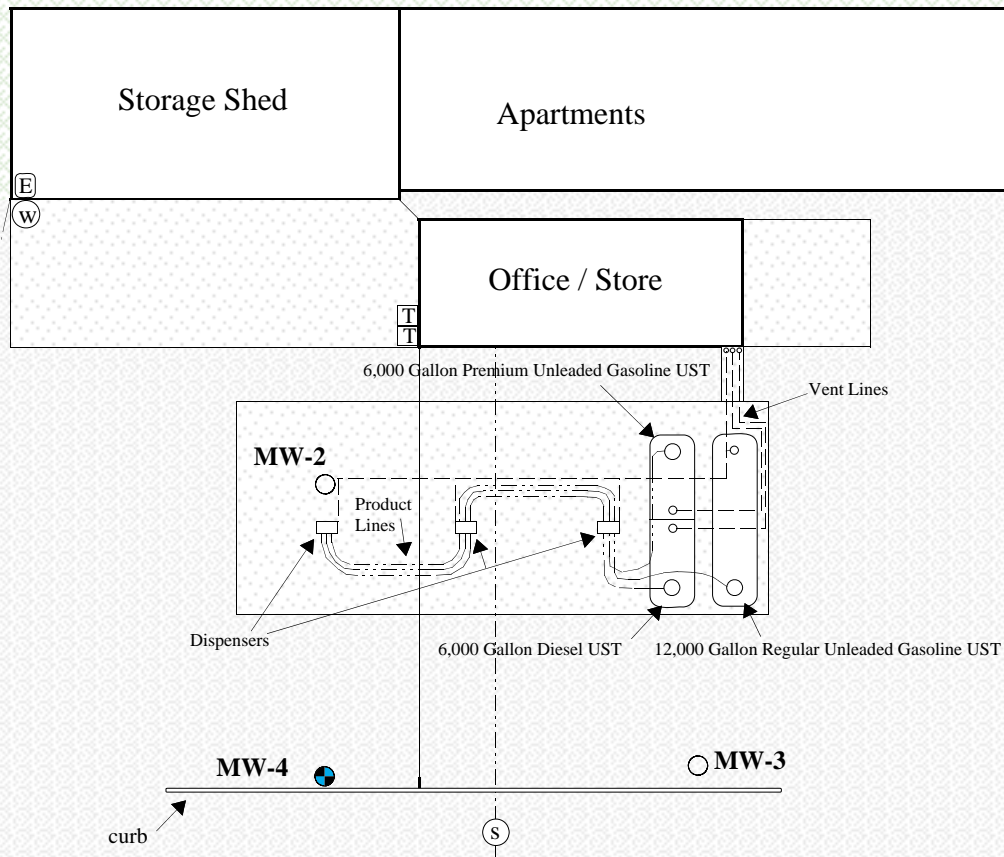 Storage Shed
Apartments
E
W
Office / Store
T
T
6,000 Gallon Premium Unleaded Gasoline UST
Vent Lines
MW-2
Product
Lines
Dispensers
6,000 Gallon Diesel UST
12,000 Gallon Regular Unleaded Gasoline UST
MW-4
MW-3
curb
S